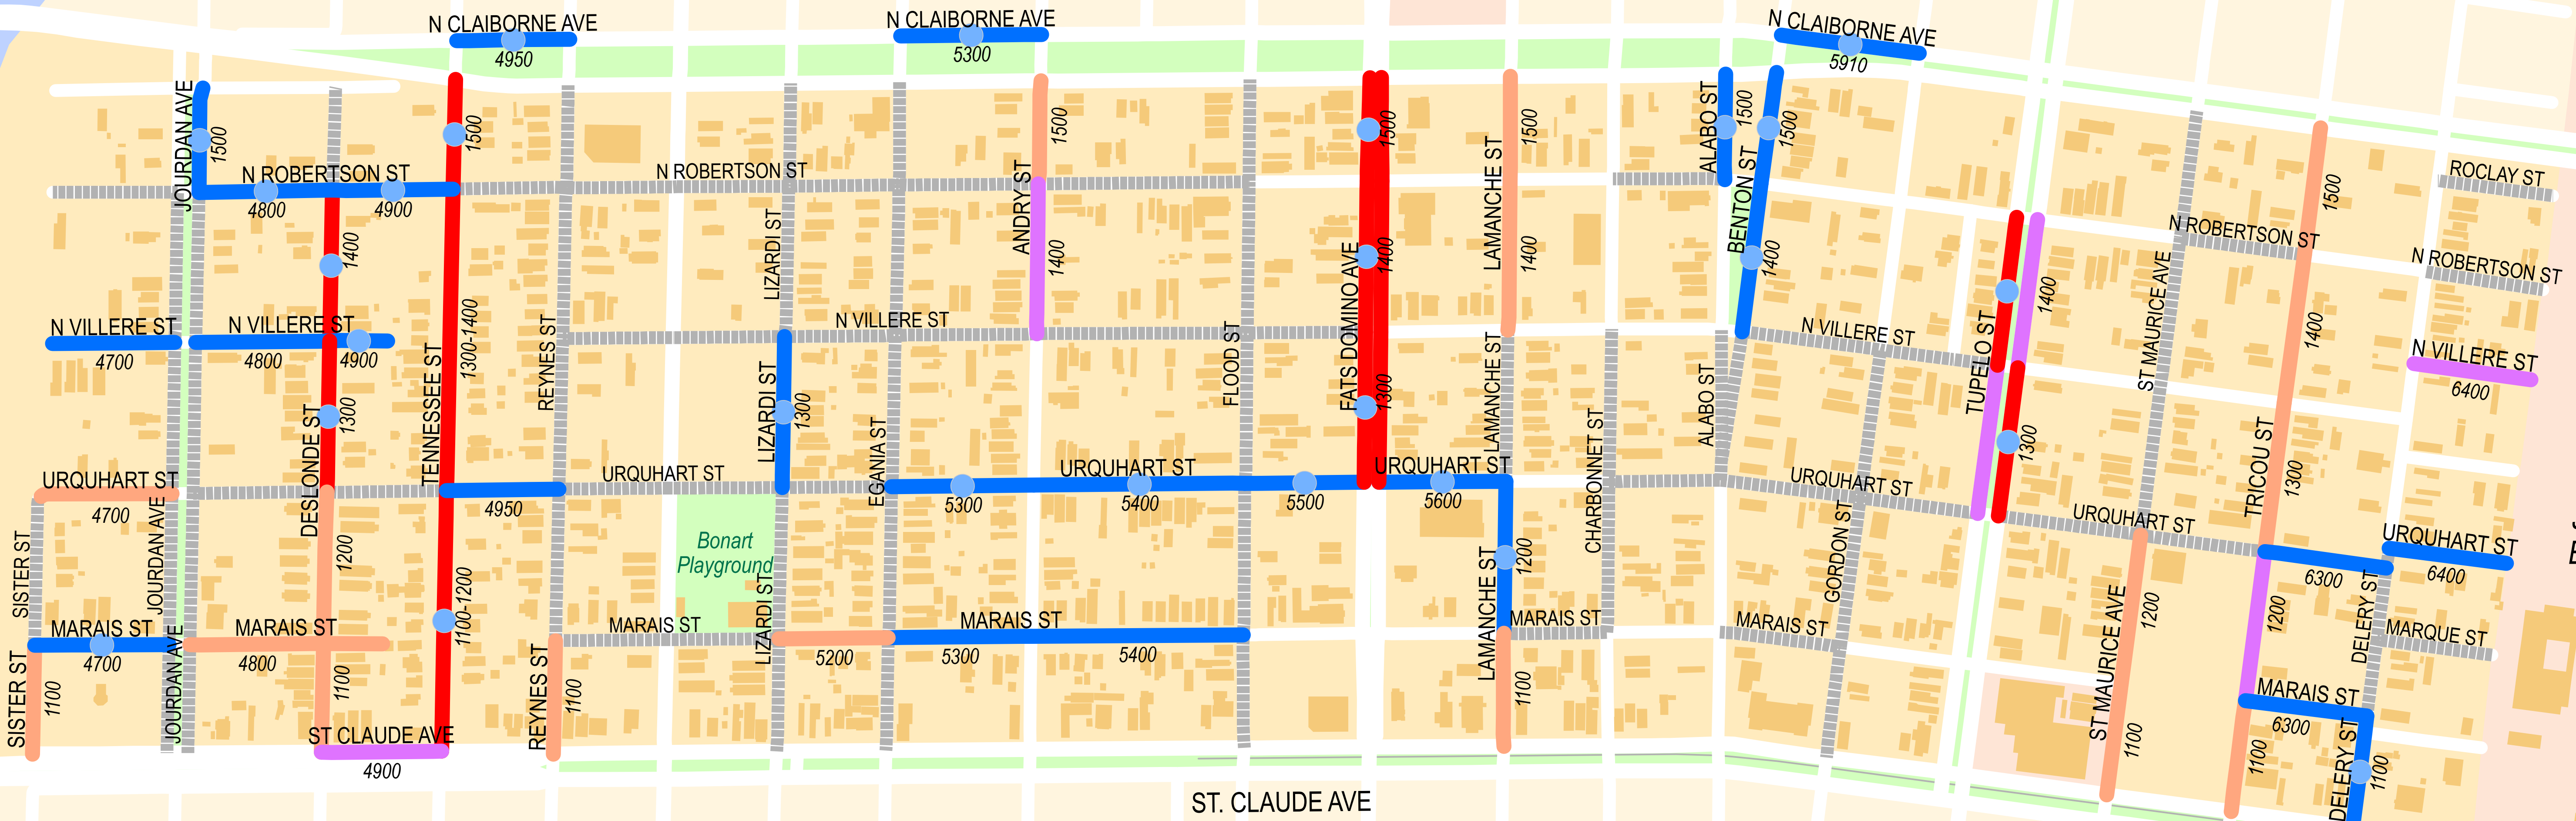 N CLAIBORNE AVE
4950
N CLAIBORNE AVE
5300
N CLAIBORNE AVE
5910
JOURDAN AVE
1500
1500
1500
1500
LAMANCHE ST
1500
ALABO ST
1500
BENTON ST
1500
N ROBERTSON ST
4800
4900
N ROBERTSON ST
ANDRY ST
1400
LIZARDI ST
1400
FATS DOMINO AVE
1400
1400
1400
1400
N ROBERTSON ST
1500
ROCLAY ST
N ROBERTSON ST
ST MAURICE AVE
1400
N VILLERE ST
4700
N VILLERE ST
4800
4900
1300-1400
REYNES ST
N VILLERE ST
FLOOD ST
LAMANCHE ST
N VILLERE ST
TUPELO ST
N VILLERE ST
6400
DESLONDE ST
1300
TENNESSEE ST
LIZARDI ST
1300
EGANIA ST
1300
CHARBONNET ST
ALABO ST
1300
TRICOU ST
1300
URQUHART ST
4700
JOURDAN AVE
4950
URQUHART ST
URQUHART ST
5300
5400
5500
URQUHART ST
5600
URQUHART ST
URQUHART ST
6300
URQUHART ST
6400
SISTER ST
1200
Bonart
Playground
LAMANCHE ST
1200
GORDON ST
1200
1200
DELERY ST
MARAIS ST
4700
MARAIS ST
4800
1100-1200
MARAIS ST
LIZARDI ST
5200
MARAIS ST
5300
5400
MARAIS ST
MARAIS ST
MARQUE ST
MARAIS ST
6300
SISTER ST
1100
JOURDAN AVE
JOURDAN AVE
1100
REYNES ST
1100
1100
ST MAURICE AVE
1100
1100
DELERY ST
1100
ST CLAUDE AVE
4900
ST. CLAUDE AVE